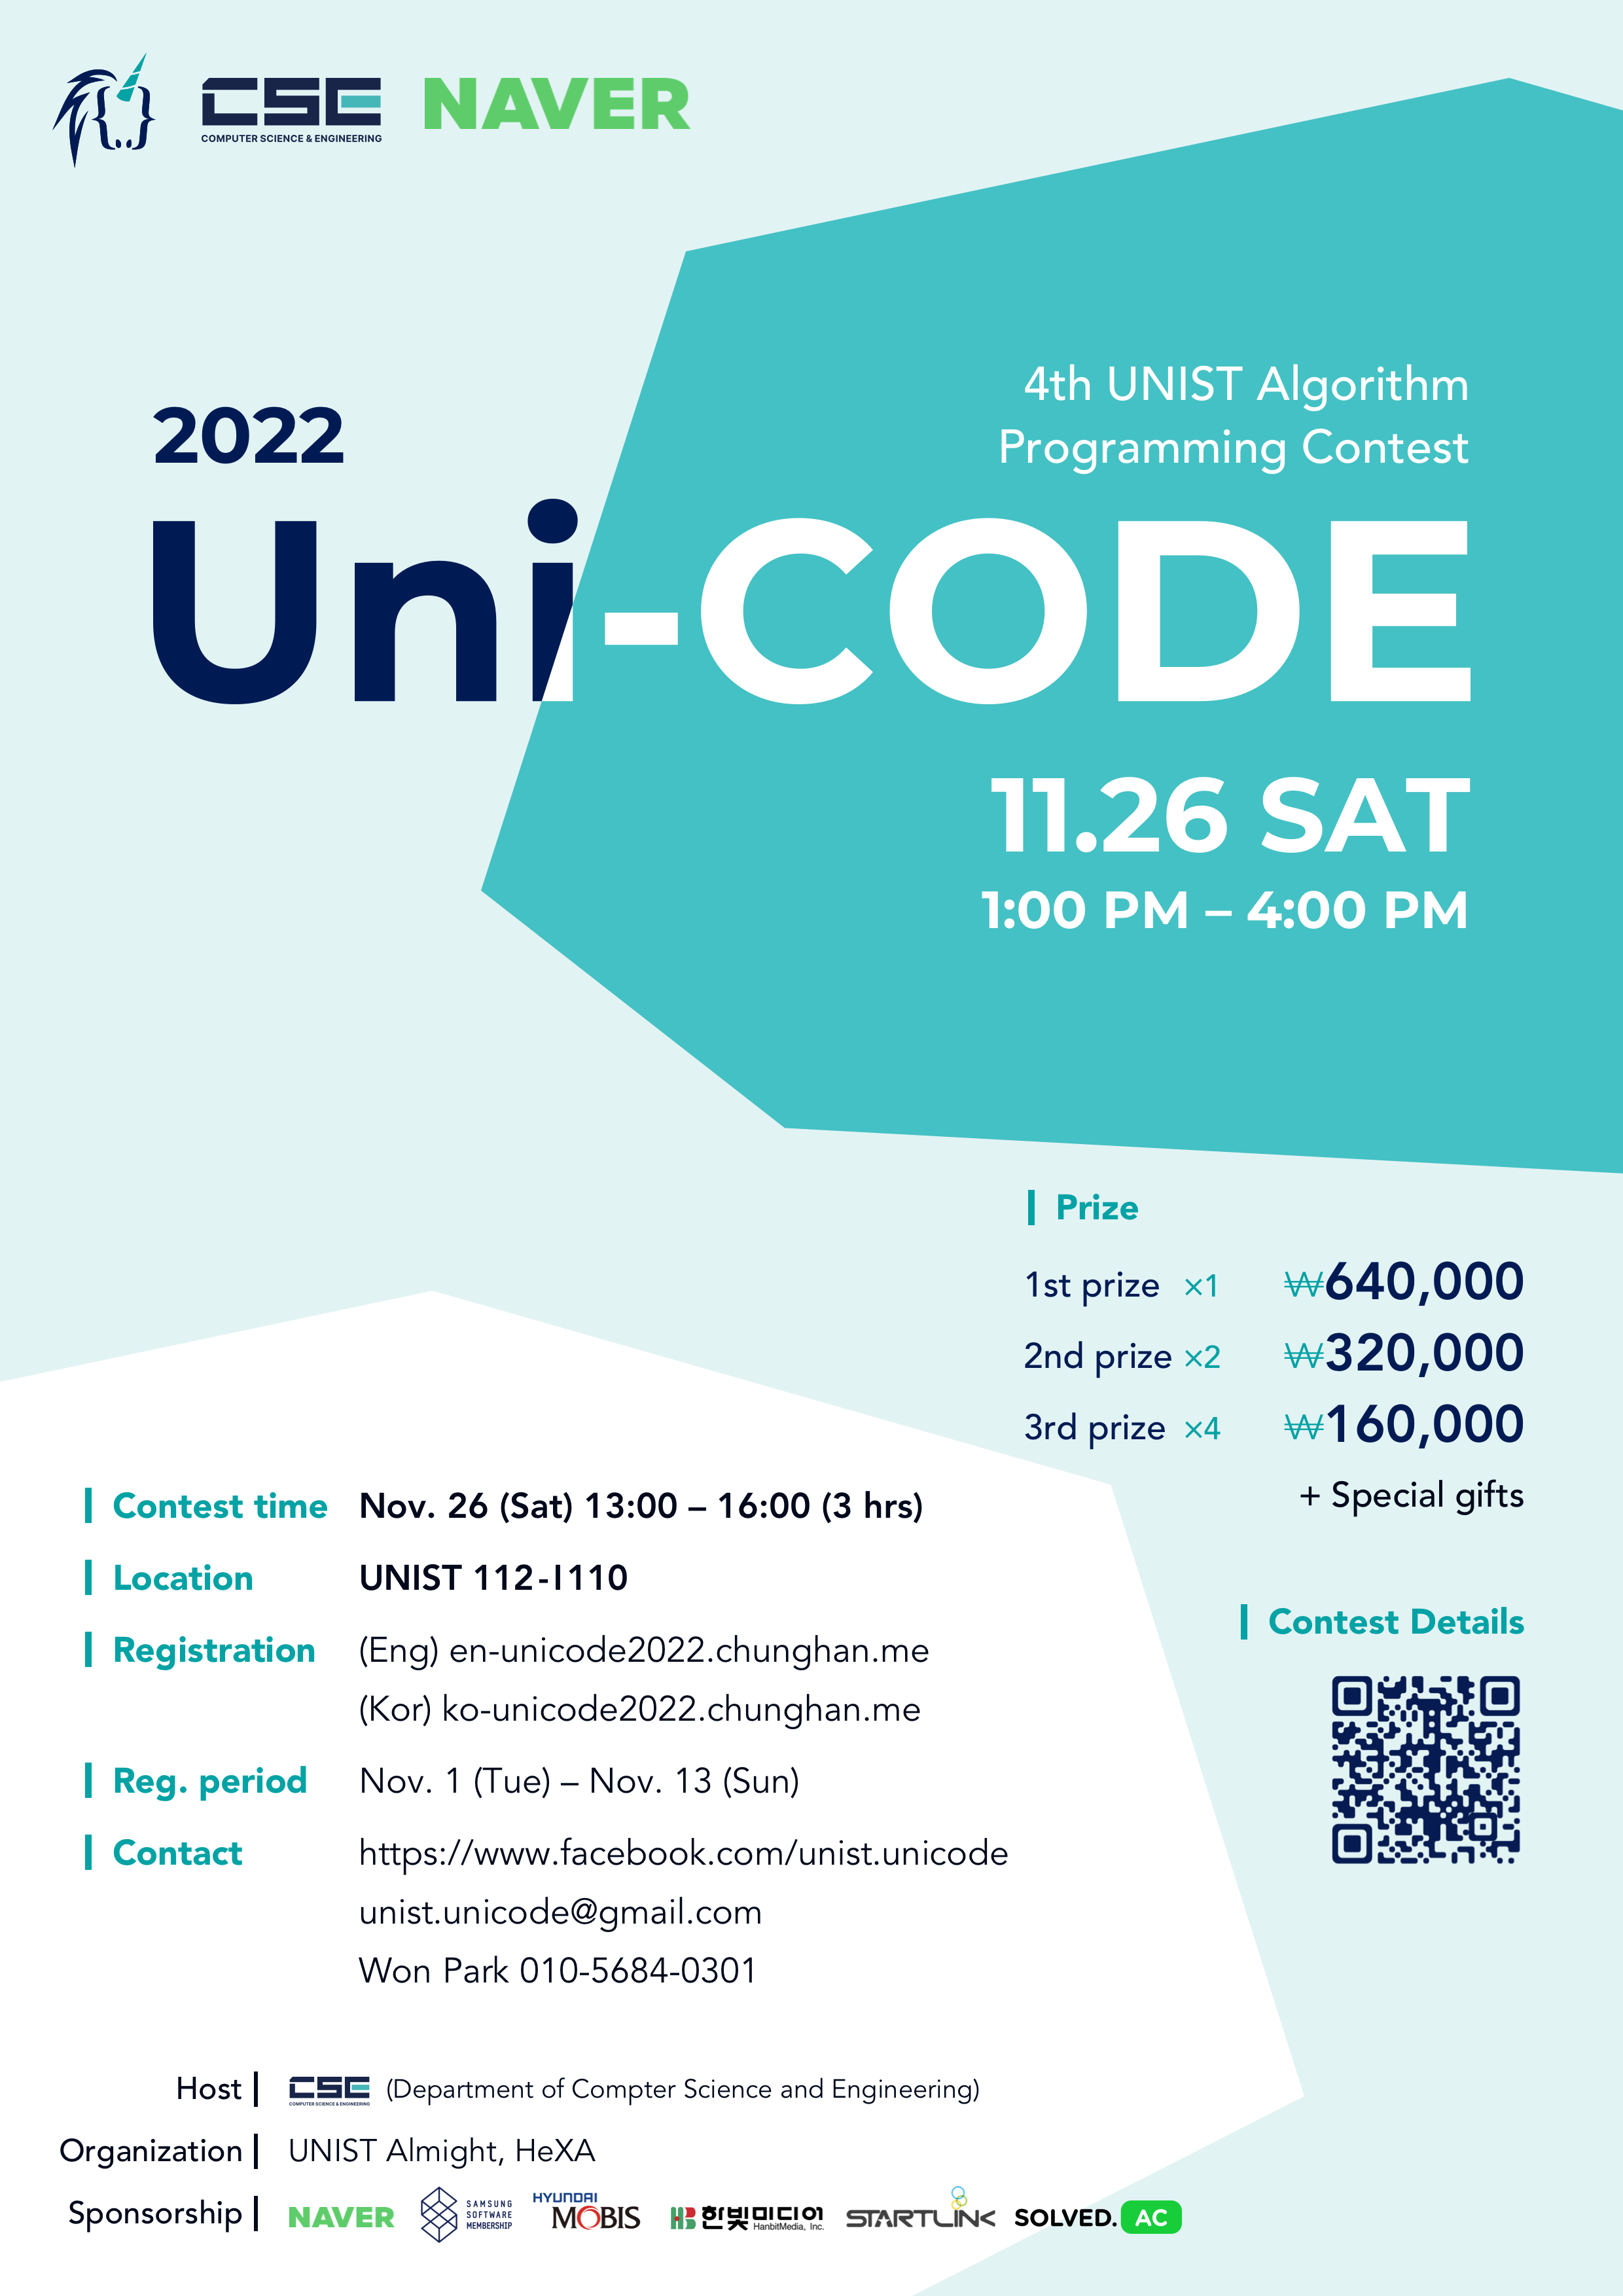 CSE
COMPUTER SCIENCE & ENGINEERING
NAVER
4th UNIST Algorithm
Programming Contest
2022
Uni-CODE
11.26 SAT
1:00 PM – 4:00 PM
Prize
1st prize ×1 ₩640,000
2nd prize ×2 ₩320,000
3rd prize ×4 ₩160,000
+ Special gifts
Contest time Nov. 26 (Sat) 13:00 – 16:00 (3 hrs)
Location UNIST 112-I110
Registration (Eng) en-unicode2022.chunghan.me
(Kor) ko-unicode2022.chunghan.me
Reg. period Nov. 1 (Tue) – Nov. 13 (Sun)
Contact https://www.facebook.com/unist.unicode
unist.unicode@gmail.com
Won Park 010-5684-0301
Contest Details
Host CSE COMPUTER SCIENCE & ENGINEERING (Department of Compter Science and Engineering)
Organization UNIST Almight, HeXA
Sponsorship NAVER SAMSUNG SOFTWARE MEMBERSHIP HYUNDAI MOBIS HB 한빛미디어 HanbitMedia, Inc. STARTLINK SOLVED.AC